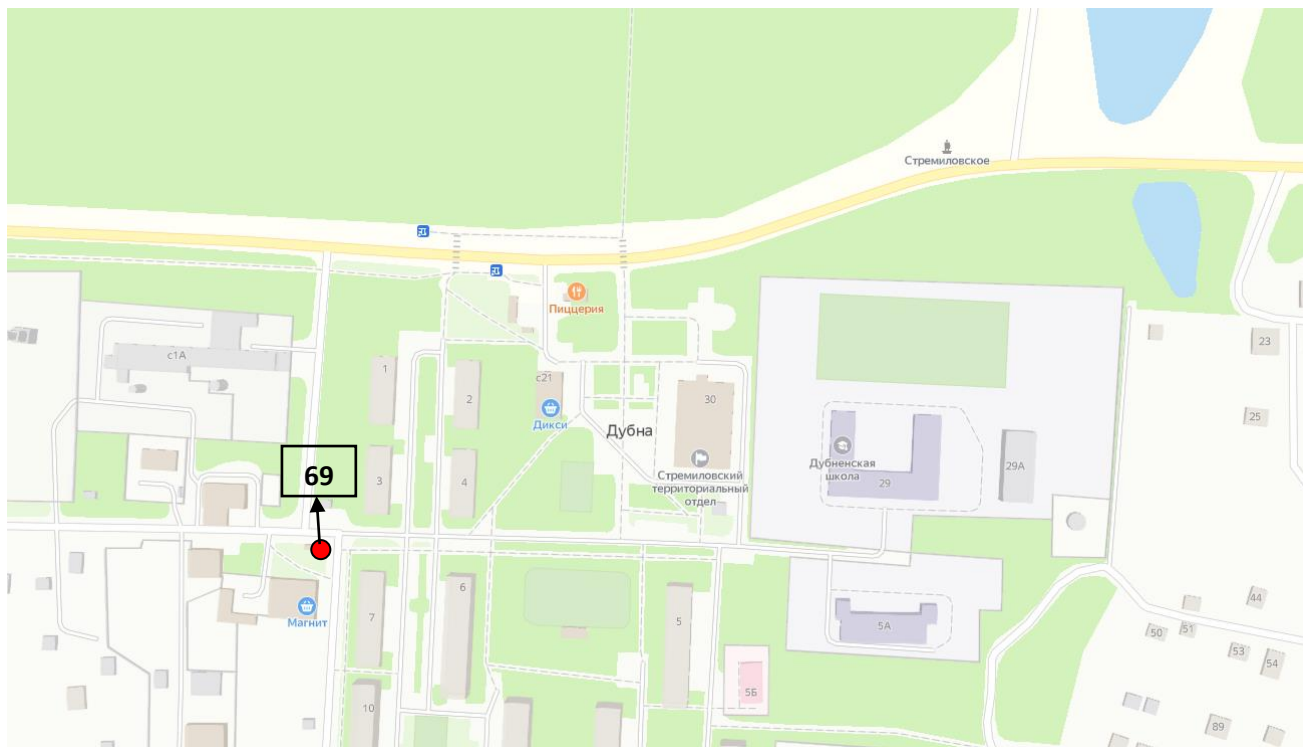 Стремиловское
Пиццерия
с1А
1
2
с21
Дикси
30
Дубна
23
25
Стремиловский
территориальный
отдел
Дубненская
школа
29
29А
69
3
4
Магнит
7
6
5
5А
5Б
10
44
50
51
53
54
89